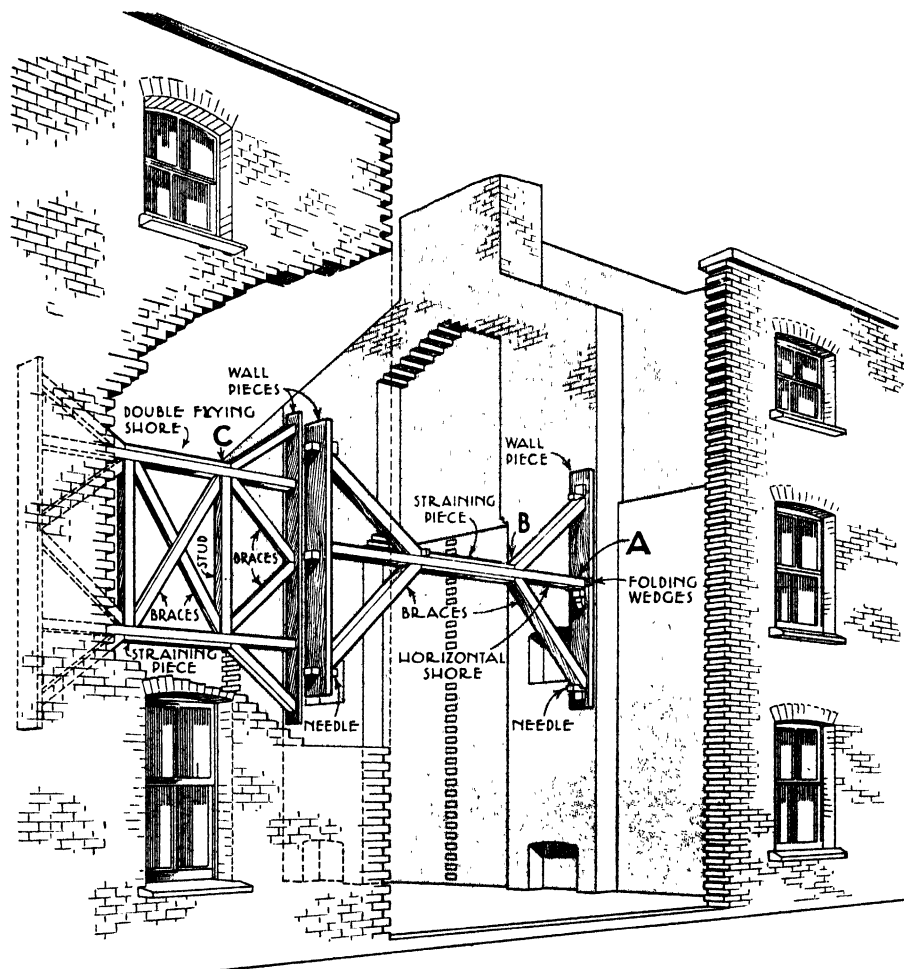 WALL
PIECES
DOUBLE FLYING
SHORE
C
WALL
PIECE
STRAINING
PIECE
B
A
STUD
BRACES
FOLDING
WEDGES
BRACES
BRACES
STRAINING
PIECE
HORIZONTAL
SHORE
NEEDLE
NEEDLE